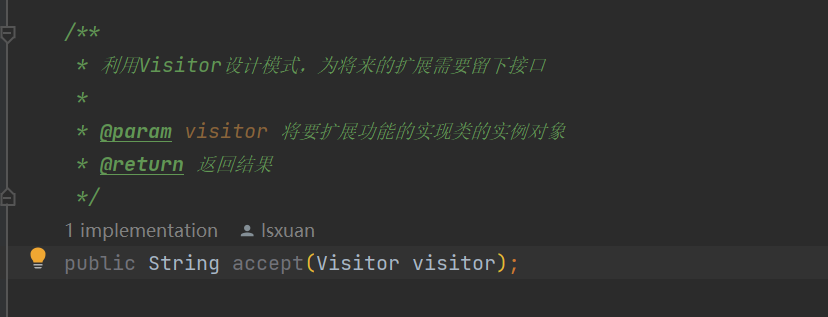 /**
* 利用Visitor设计模式，为将来的扩展需要留下接口
*
* @param visitor 将要扩展功能的实现类的实例对象
* @return 返回结果
*/
1 implementation lsxuan
public String accept(Visitor visitor);